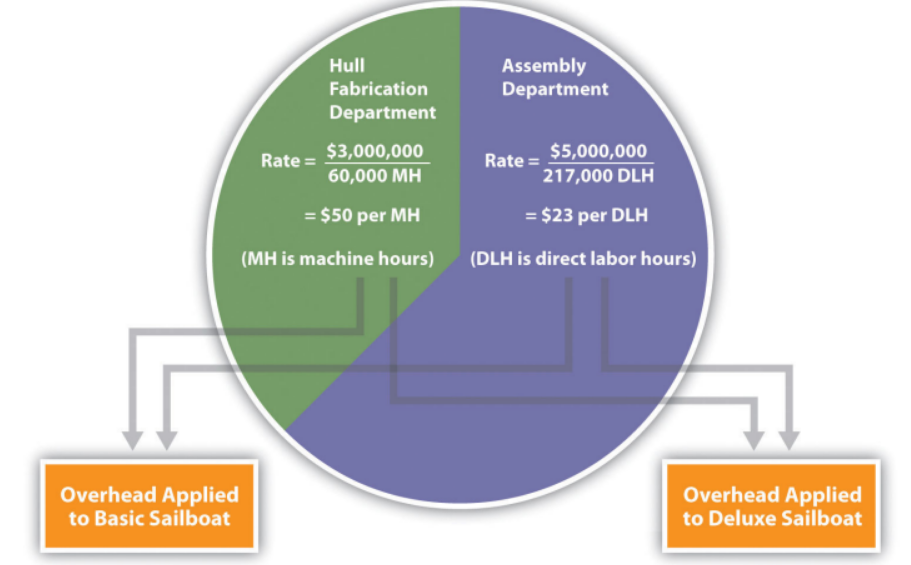 Hull
Fabrication
Department
Rate = $3,000,000
60,000 MH
= $50 per MH
(MH is machine hours)
Assembly
Department
Rate = $5,000,000
217,000 DLH
= $23 per DLH
(DLH is direct labor hours)
Overhead Applied
to Basic Sailboat
Overhead Applied
to Deluxe Sailboat